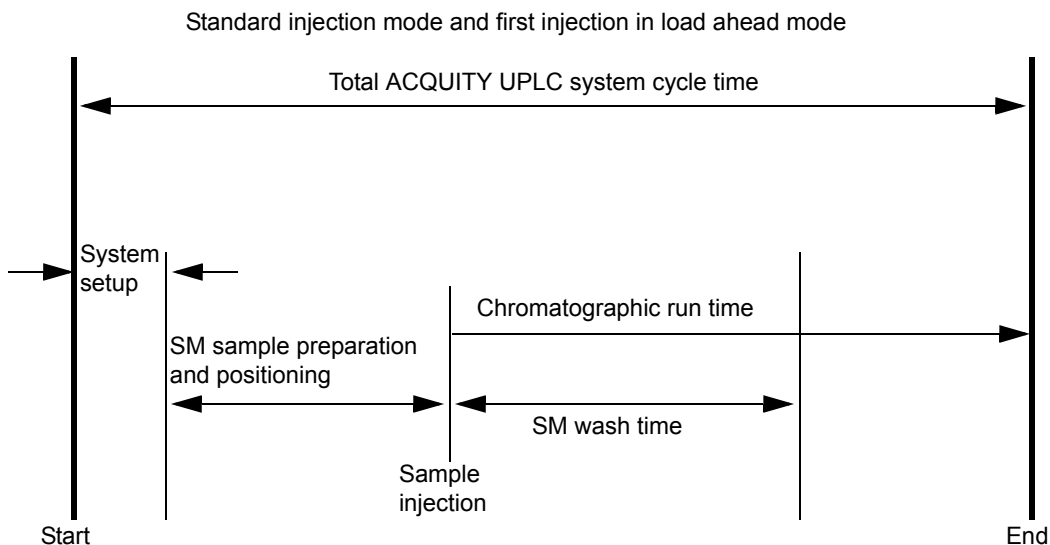 Standard injection mode and first injection in load ahead mode
Total ACQUITY UPLC system cycle time
System
setup
Chromatographic run time
SM sample preparation
and positioning
SM wash time
Sample
injection
Start
End